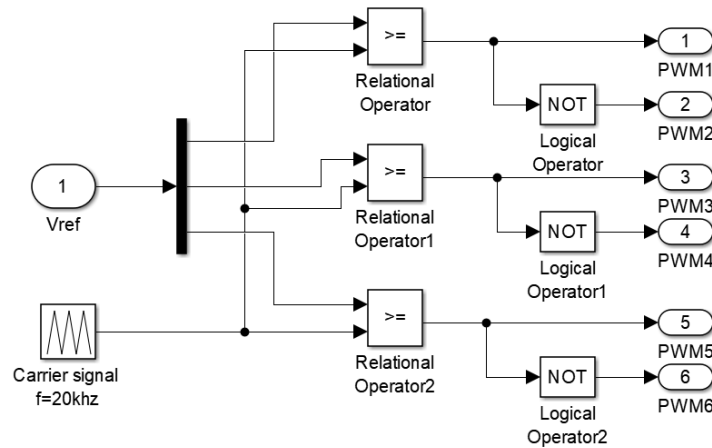 >=
Relational
Operator
1
PWM1
NOT
Logical
Operator
2
PWM2
1
Vref
>=
Relational
Operator1
3
PWM3
NOT
Logical
Operator1
4
PWM4
Carrier signal
f=20khz
>=
Relational
Operator2
5
PWM5
NOT
Logical
Operator2
6
PWM6